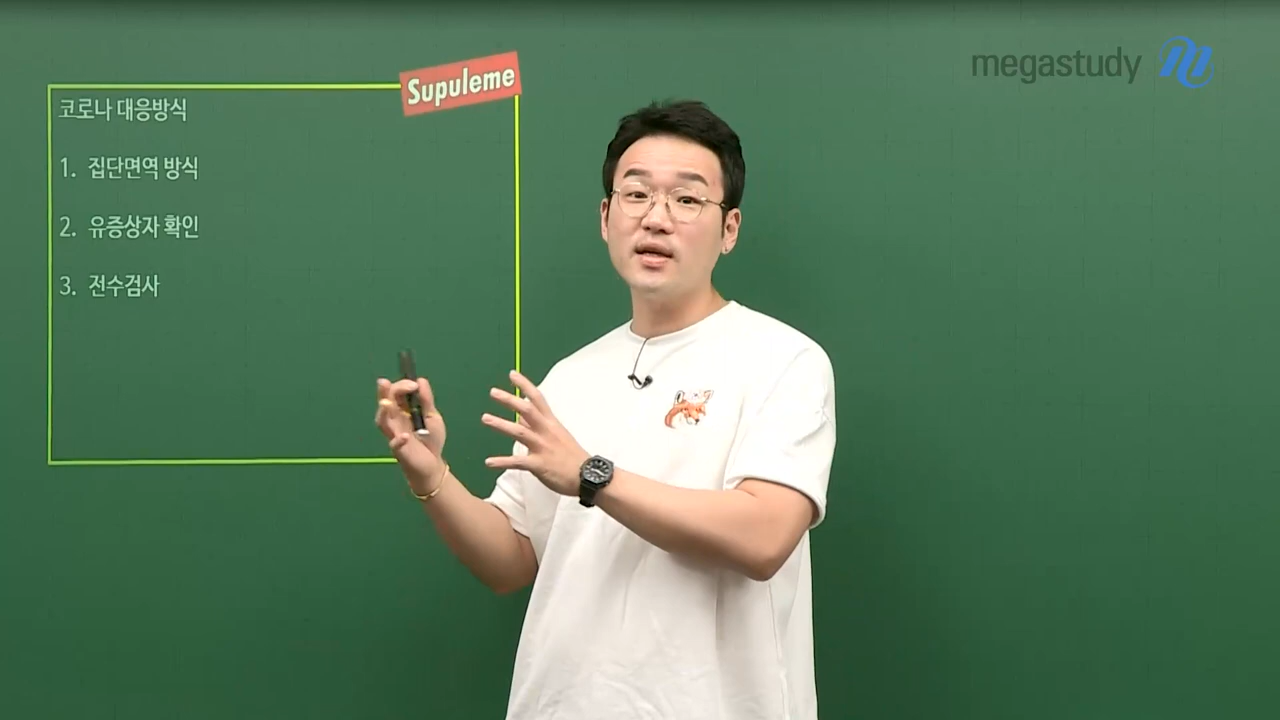 megastudy
Supuleme
코로나 대응방식
1. 집단면역 방식
2. 유증상자 확인
3. 전수검사